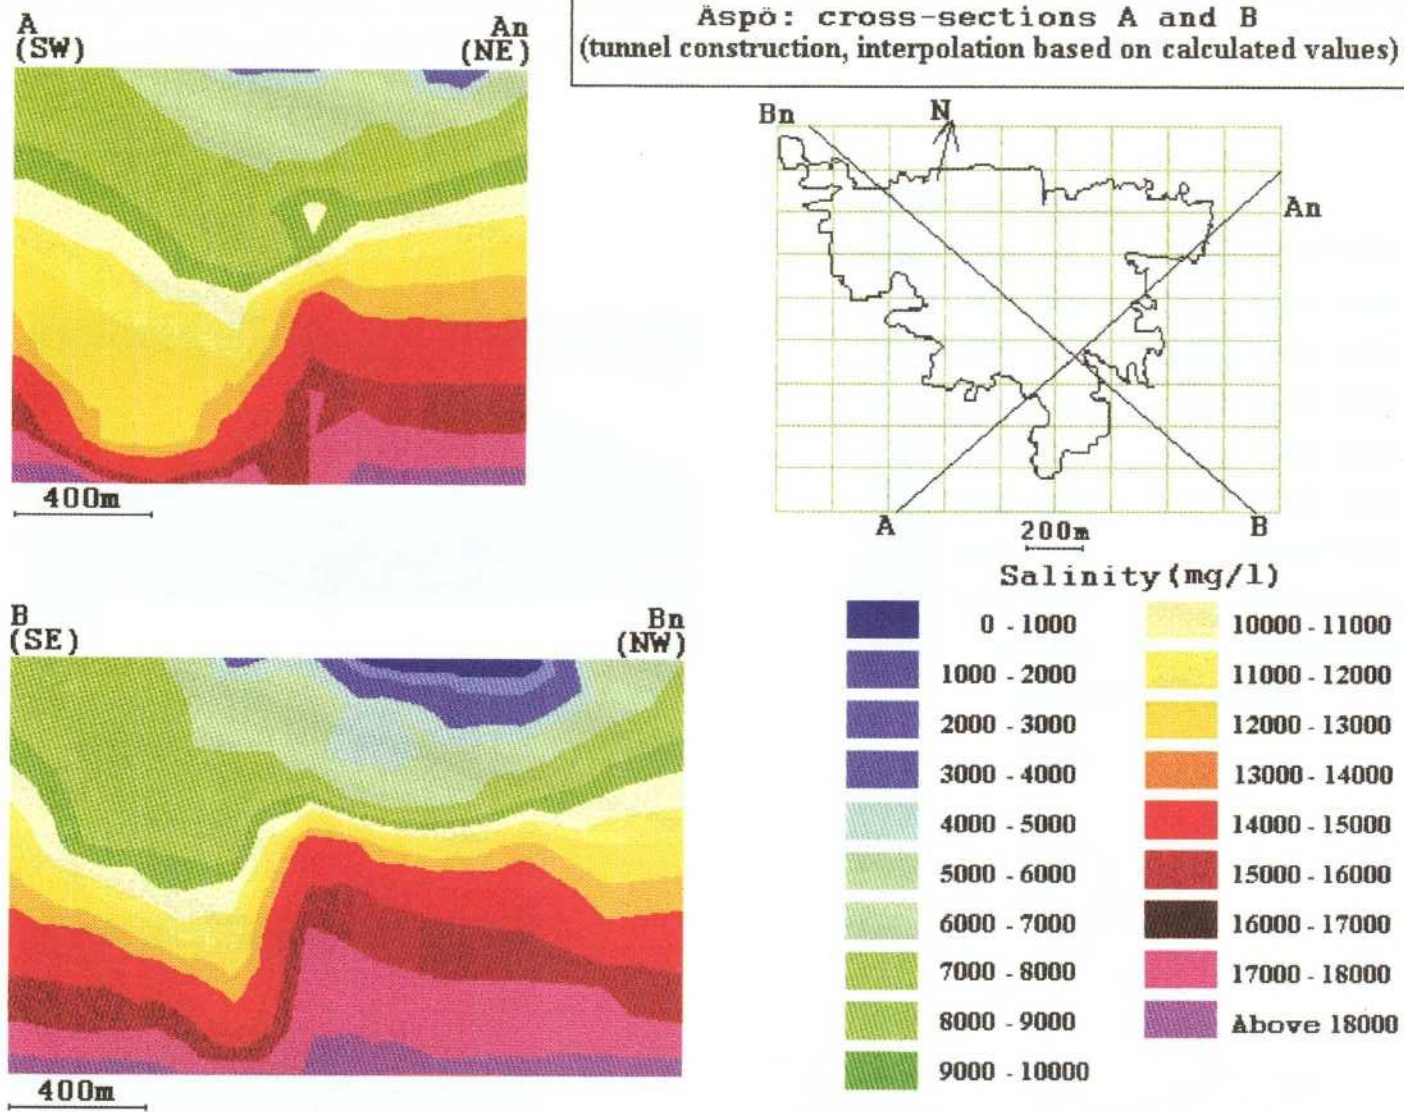 A
(SW)
An
(NE)
Äspö: cross-sections A and B
(tunnel construction, interpolation based on calculated values)
400m
Bn
N
An
A
B
200m
B
(SE)
Bn
(NW)
400m
Salinity(mg/l)
0 - 1000
1000 - 2000
2000 - 3000
3000 - 4000
4000 - 5000
5000 - 6000
6000 - 7000
7000 - 8000
8000 - 9000
9000 - 10000
10000 - 11000
11000 - 12000
12000 - 13000
13000 - 14000
14000 - 15000
15000 - 16000
16000 - 17000
17000 - 18000
Above 18000